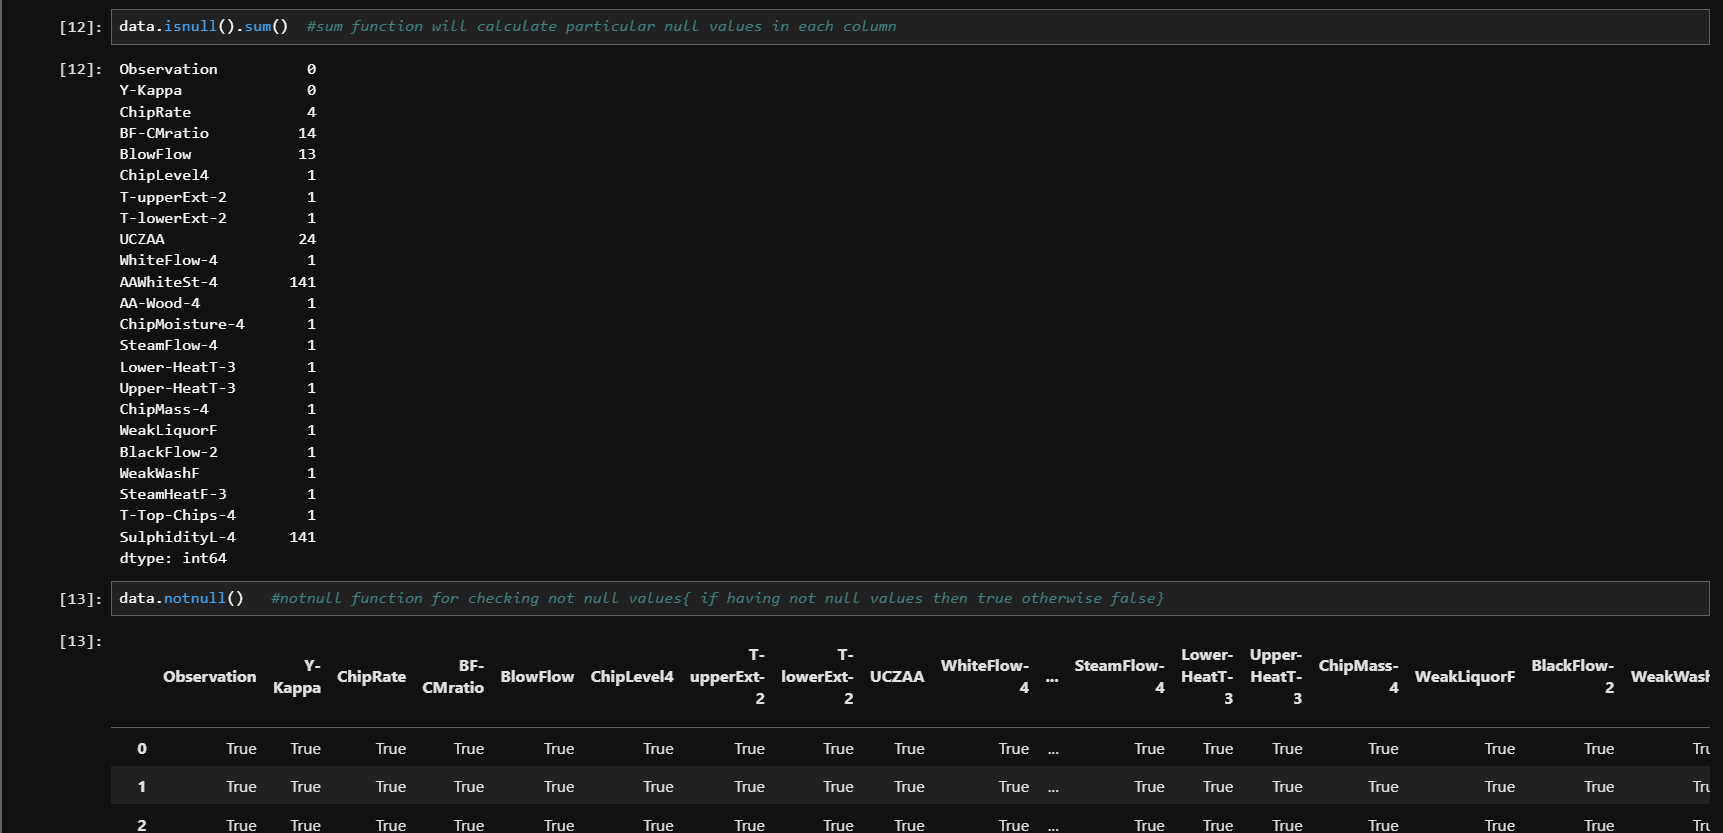 [12]: data.isnull().sum()  #sum function will calculate particular null values in each column
[12]: Observation          0
Y-Kappa              0
ChipRate             4
BF-CMratio          14
BlowFlow            13
ChipLevel4           1
T-upperExt-2         1
T-lowerExt-2         1
UCZAA               24
WhiteFlow-4          1
AAWhiteSt-4        141
AA-Wood-4            1
ChipMoisture-4       1
SteamFlow-4          1
Lower-HeatT-3        1
Upper-HeatT-3        1
ChipMass-4           1
WeakLiquorF          1
BlackFlow-2          1
WeakWashF            1
SteamHeatF-3         1
T-Top-Chips-4        1
SulphidityL-4      141
dtype: int64
[13]: data.notnull()   #notnull function for checking not null values{ if having not null values then true otherwise false}
[13]:
Observation Y-Kappa ChipRate BF-CMratio BlowFlow ChipLevel4 T-upperExt-2 T-lowerExt-2 UCZAA WhiteFlow-4 ... SteamFlow-4 Lower-HeatT-3 Upper-HeatT-3 ChipMass-4 WeakLiquorF BlackFlow-2 WeakWash
0 True True True True True True True True True True ... True True True True True True Tru
1 True True True True True True True True True True ... True True True True True True Tru
2 True True True True True True True True True True ... True True True True True True Tru